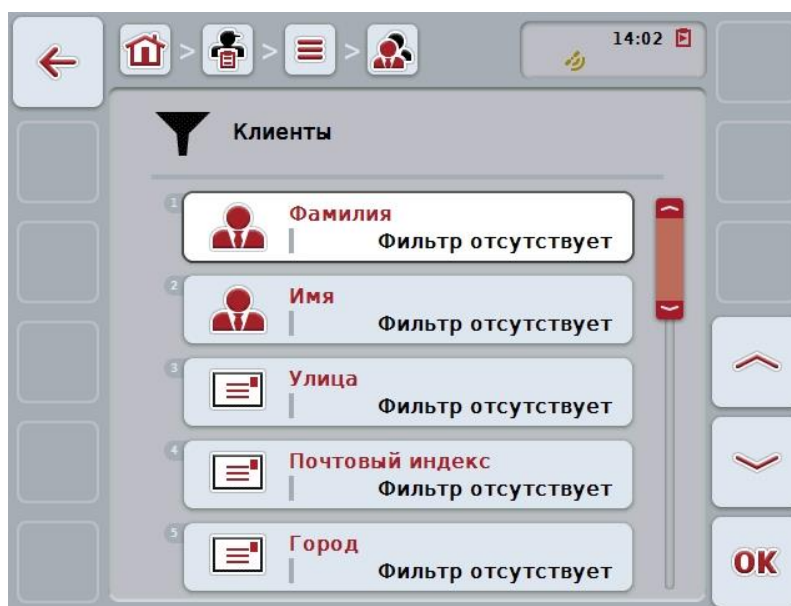 14:02
Клиенты
1
Фамилия
Фильтр отсутствует
2
Имя
Фильтр отсутствует
3
Улица
Фильтр отсутствует
4
Почтовый индекс
Фильтр отсутствует
5
Город
Фильтр отсутствует
OK